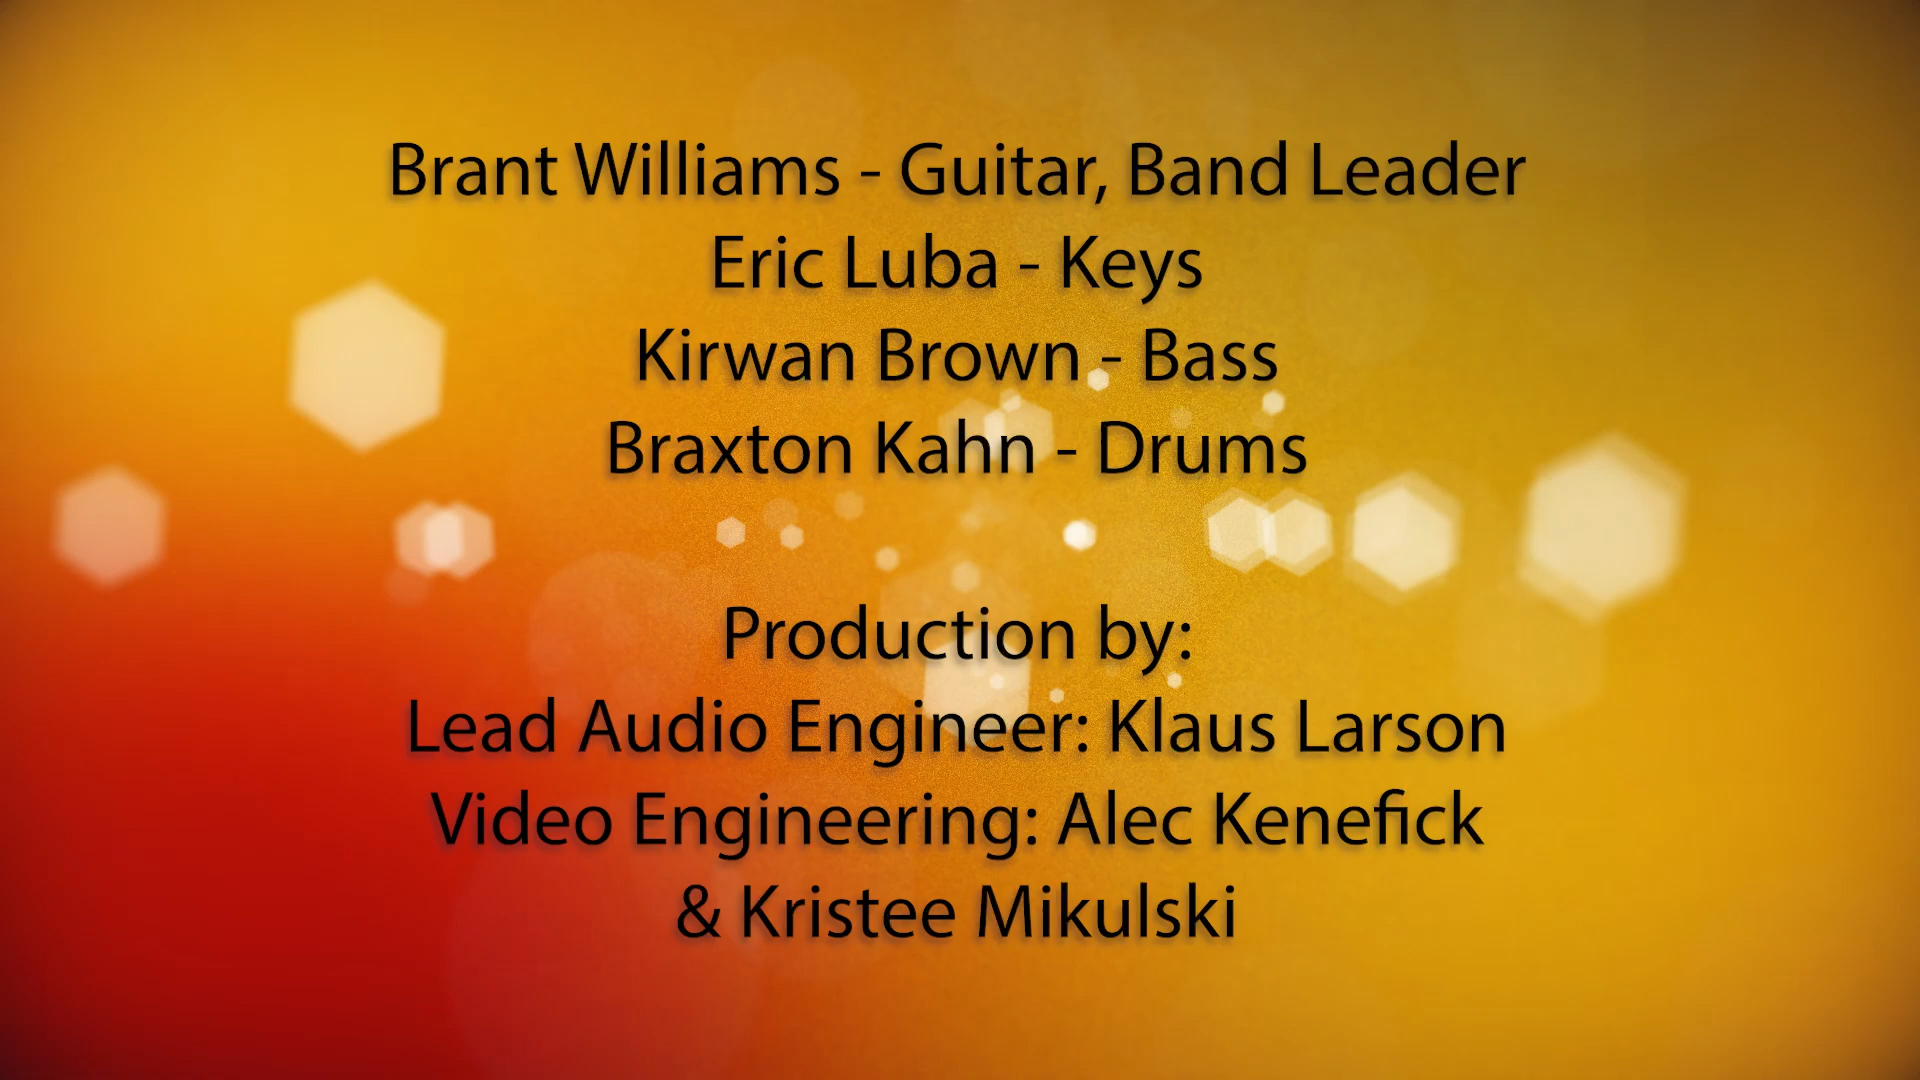 Brant Williams - Guitar, Band Leader
Eric Luba - Keys
Kirwan Brown - Bass
Braxton Kahn - Drums
Production by:
Lead Audio Engineer: Klaus Larson
Video Engineering: Alec Kenefick
& Kristee Mikulski